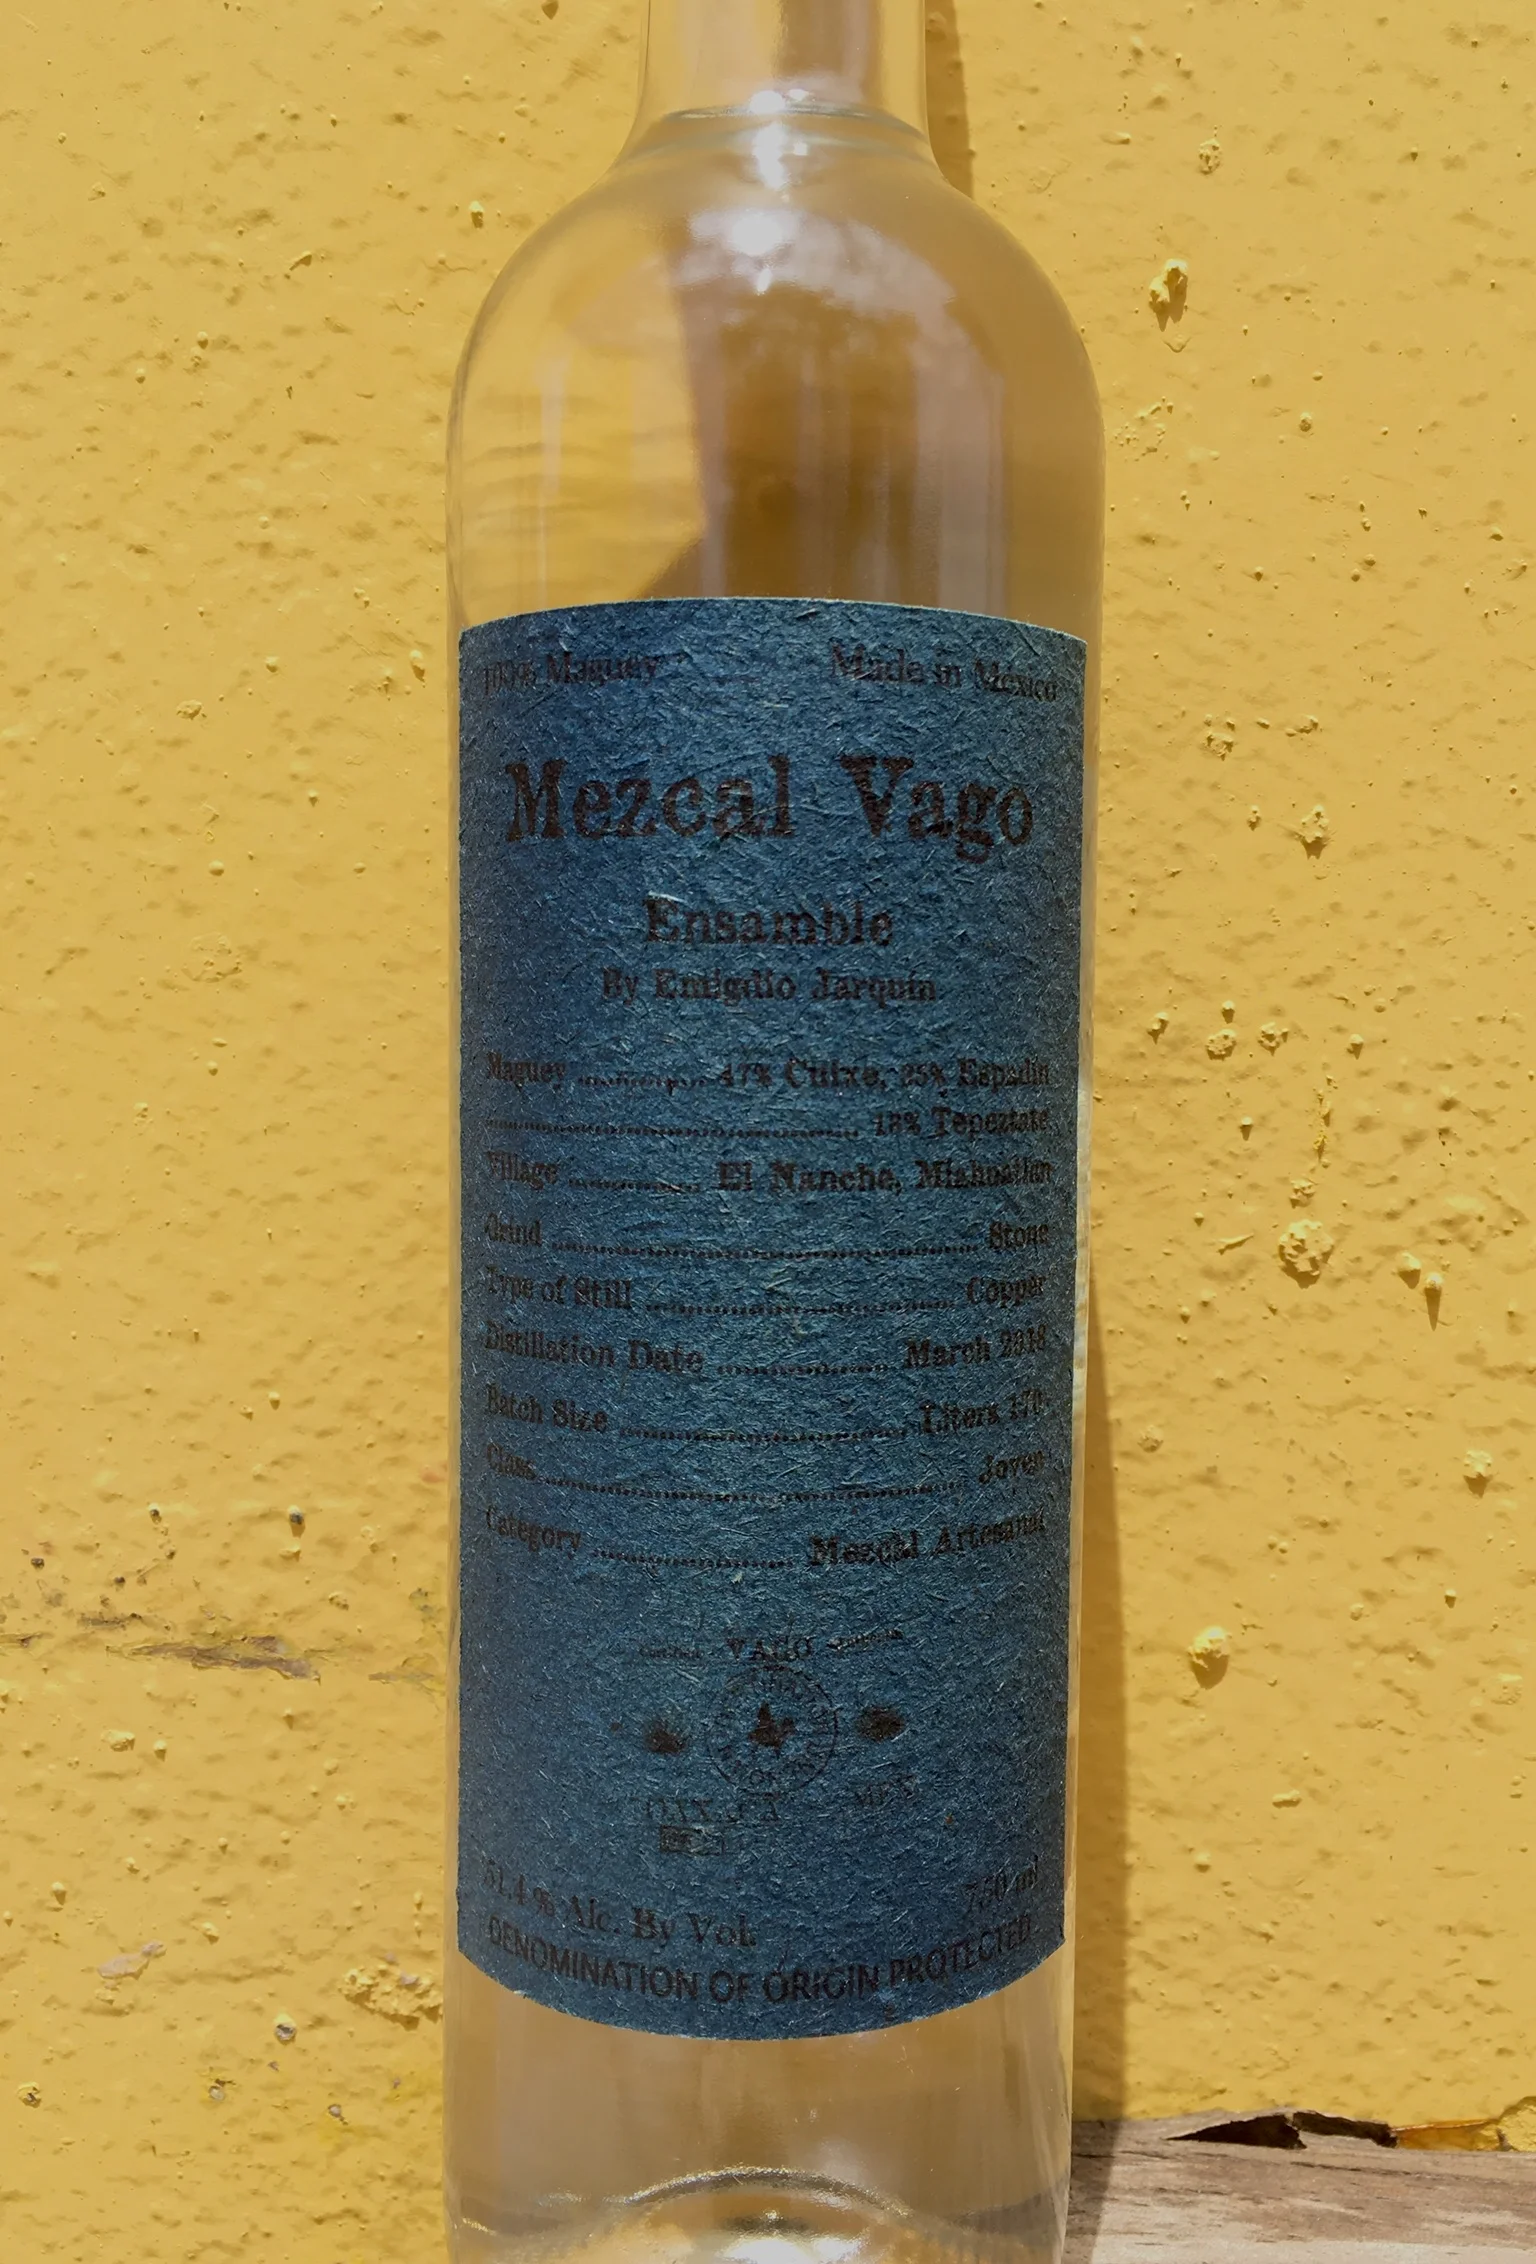 100% Maguey Made in Mexico
Mezcal Vago
Ensamble
By Emigdio Jarquín
Maguey 47% Cuixe, 25% Espadín
Tepeztate
Village El Nanche, Miahuatlan
Grind Stone
Type of Still Copper
Distillation Date March 2018
Batch Size Liters 170
Class Joven
Category Mezcal Artesanal
VAGO
OAXACA MEX
51.4% Alc. By Vol. 750 ml
DENOMINATION OF ORIGIN PROTECTED